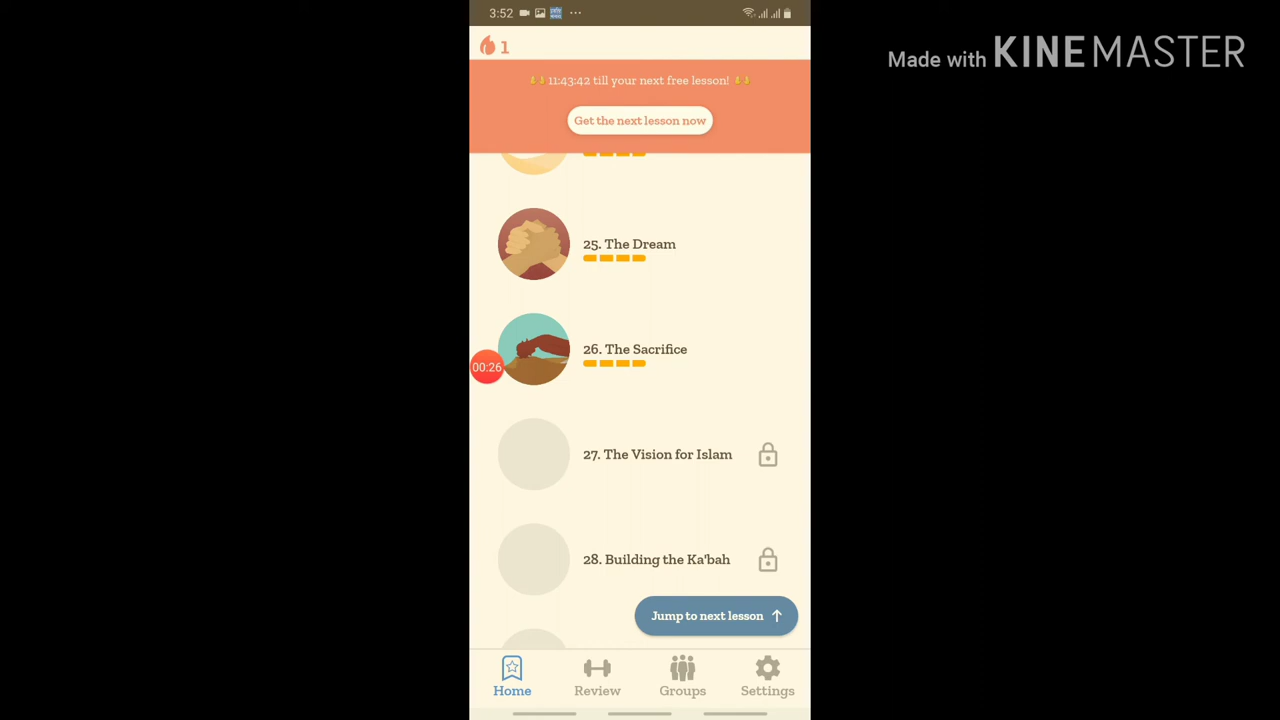 3:52
Made with KINEMASTER
1
11:43:42 till your next free lesson!
Get the next lesson now
25. The Dream
26. The Sacrifice
00:26
27. The Vision for Islam
28. Building the Ka'bah
Jump to next lesson
Home
Review
Groups
Settings